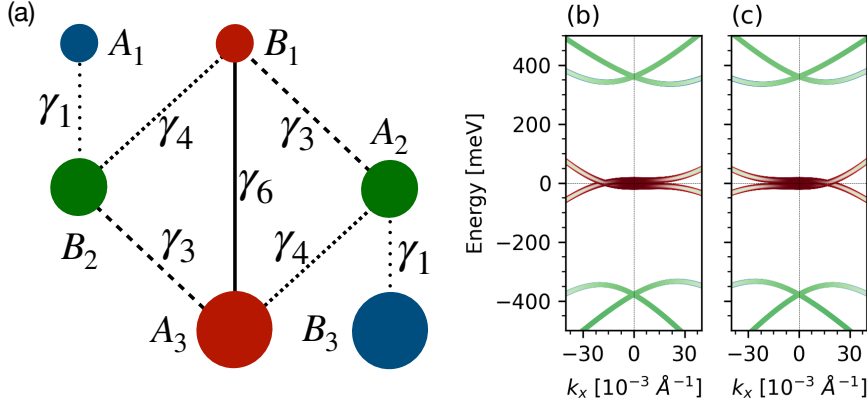 (a)
A₁
B₁
γ₁
γ₄
γ₃
A₂
γ₆
B₂
γ₃
γ₄
γ₁
A₃
B₃
(b)
(c)
Energy [meV]
400
200
0
−200
−400
−30
0
30
−30
0
30
kₓ [10⁻³ Å⁻¹]
kₓ [10⁻³ Å⁻¹]